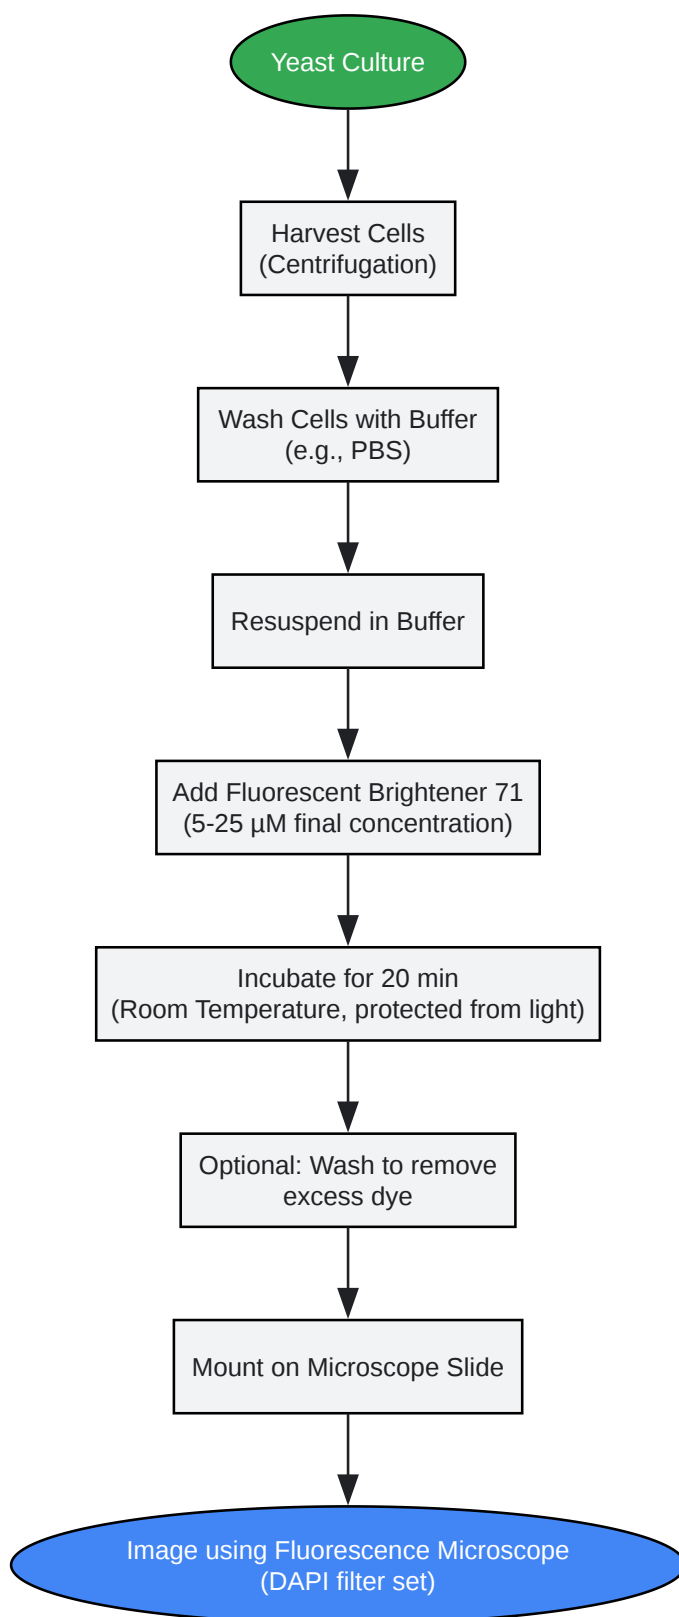 Yeast Culture
Harvest Cells
(Centrifugation)
Wash Cells with Buffer
(e.g., PBS)
Resuspend in Buffer
Add Fluorescent Brightener 71
(5-25 µM final concentration)
Incubate for 20 min
(Room Temperature, protected from light)
Optional: Wash to remove
excess dye
Mount on Microscope Slide
Image using Fluorescence Microscope
(DAPI filter set)